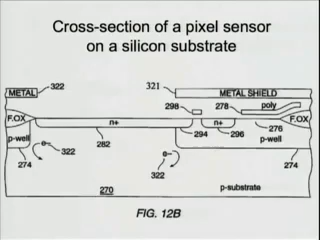 Cross-section of a pixel sensor
on a silicon substrate
METAL 322 321 METAL SHIELD
298 278 poly
F.OX n+ n+ 276 F.OX
p-well 282 294 296 p-well
e- 322 e-
274 322 274
270 p-substrate
FIG. 12B